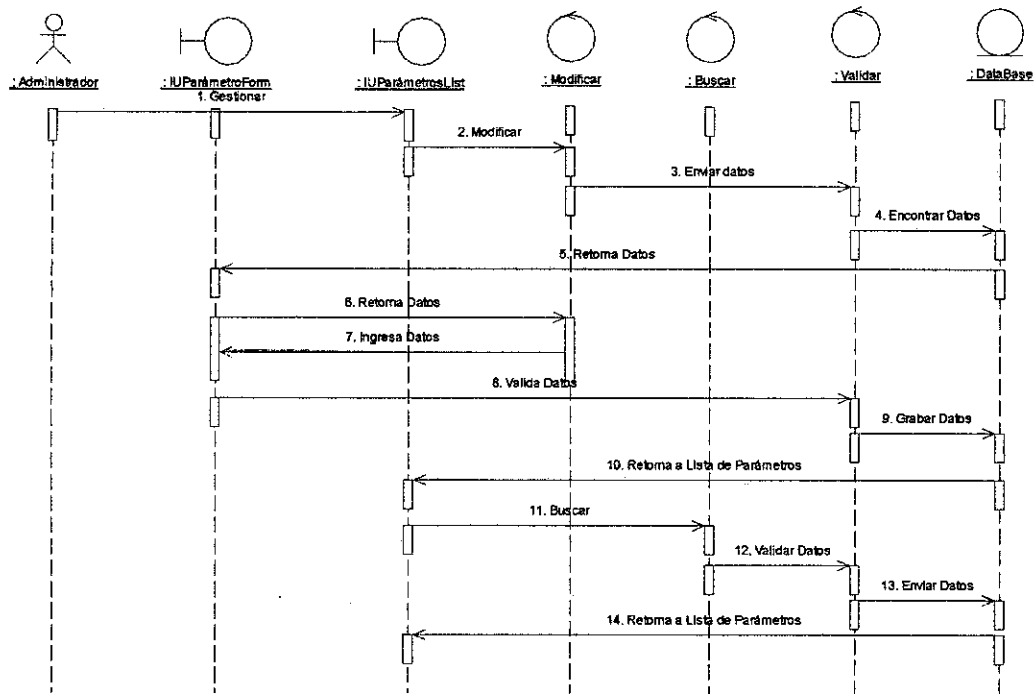 : Administrador
: IUParámetroForm
: IUParámetrosList
: Modificar
: Buscar
: Validar
: DataBase
1. Gestionar
2. Modificar
3. Enviar datos
4. Encontrar Datos
5. Retorna Datos
6. Retorna Datos
7. Ingresa Datos
8. Valida Datos
9. Grabar Datos
10. Retorna a Lista de Parámetros
11. Buscar
12. Validar Datos
13. Enviar Datos
14. Retorna a Lista de Parámetros